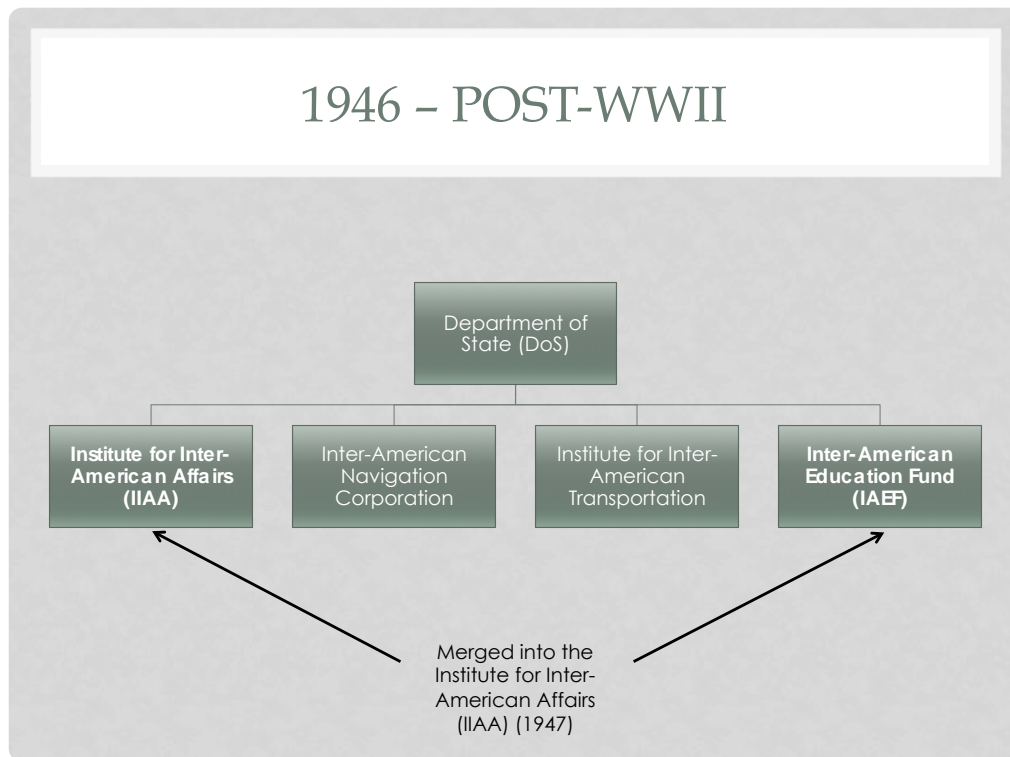 1946 – POST-WWII
Department of
State (DoS)
Institute for Inter-
American Affairs
(IIAA)
Inter-American
Navigation
Corporation
Institute for Inter-
American
Transportation
Inter-American
Education Fund
(IAEF)
Merged into the
Institute for Inter-
American Affairs
(IIAA) (1947)